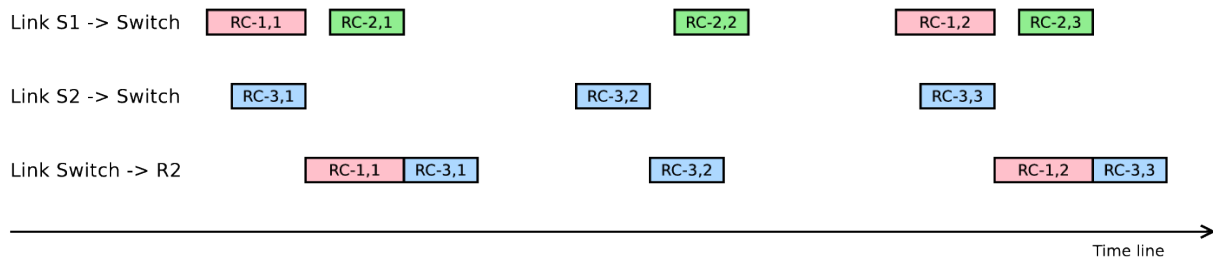 Link S1 -> Switch RC-1,1 RC-2,1 RC-2,2 RC-1,2 RC-2,3
Link S2 -> Switch RC-3,1 RC-3,2 RC-3,3
Link Switch -> R2 RC-1,1 RC-3,1 RC-3,2 RC-1,2 RC-3,3
Time line